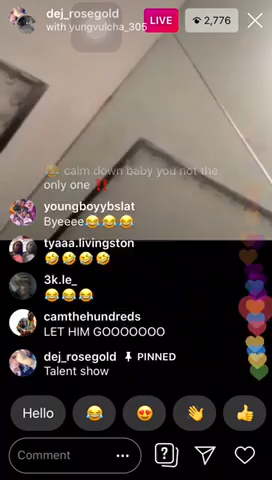 dej_rosegold
with yungvulcha_305
LIVE
2,776
😂 calm down baby you not the
only one ‼️
youngboyybslat
Byeeee😂😂😂
tyaaa.livingston
🤣🤣🤣🤣
3k.le_
😂😂😂
camthehundreds
LET HIM GOOOOOOO
dej_rosegold PINNED
Talent show
Hello 😂 😍 👋 👍
Comment ...